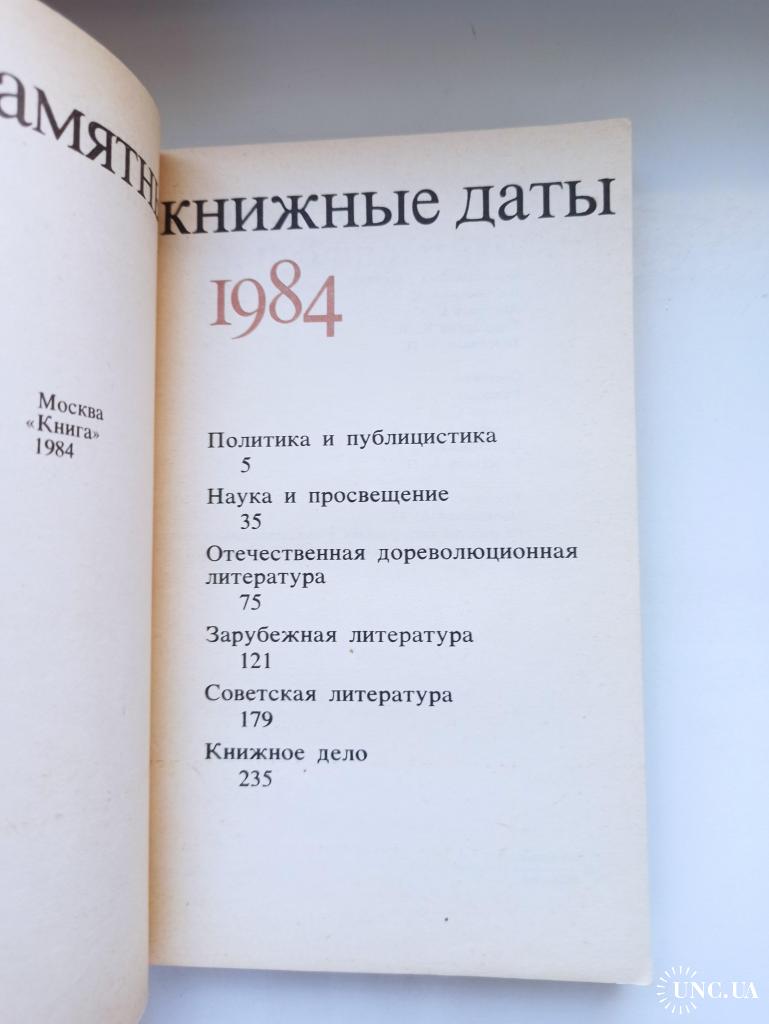 амятн
книжные даты
1984
Москва
«Книга»
1984
Политика и публицистика
5
Наука и просвещение
35
Отечественная дореволюционная
литература
75
Зарубежная литература
121
Советская литература
179
Книжное дело
235
UNC.UA